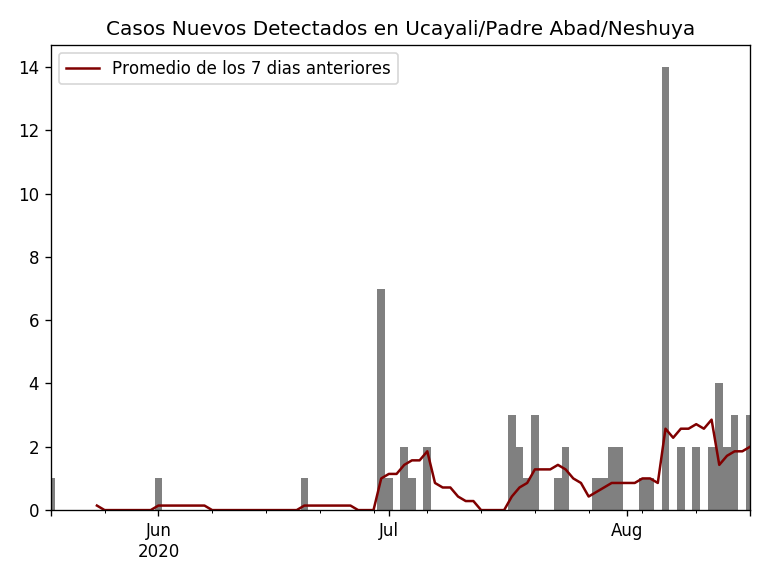 Casos Nuevos Detectados en Ucayali/Padre Abad/Neshuya
Promedio de los 7 dias anteriores
14
12
10
8
6
4
2
0
Jun
2020
Jul
Aug